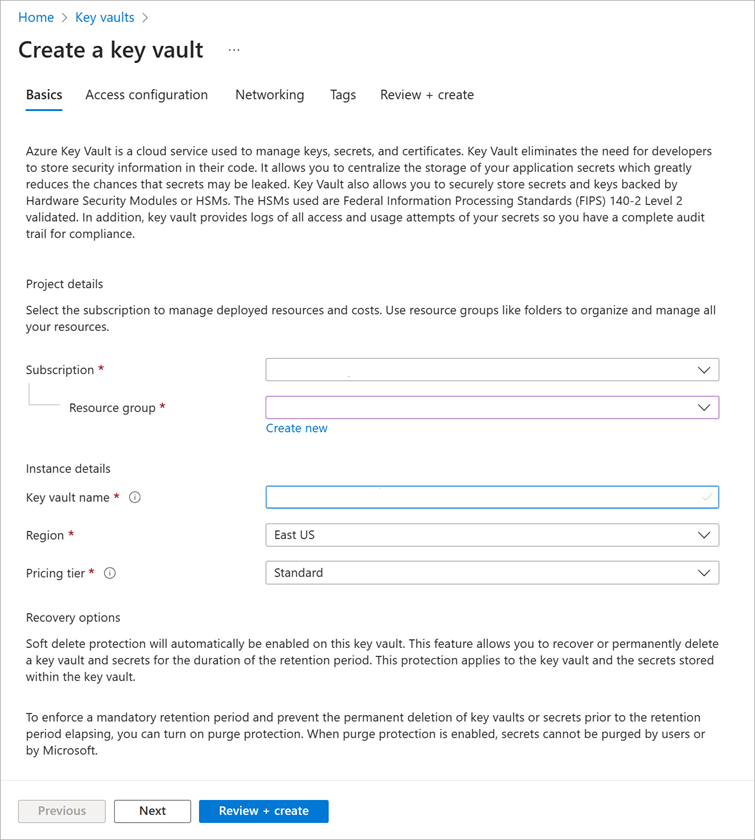 Home > Key vaults >
Create a key vault ...
Basics Access configuration Networking Tags Review + create
Azure Key Vault is a cloud service used to manage keys, secrets, and certificates. Key Vault eliminates the need for developers
to store security information in their code. It allows you to centralize the storage of your application secrets which greatly
reduces the chances that secrets may be leaked. Key Vault also allows you to securely store secrets and keys backed by
Hardware Security Modules or HSMs. The HSMs used are Federal Information Processing Standards (FIPS) 140-2 Level 2
validated. In addition, key vault provides logs of all access and usage attempts of your secrets so you have a complete audit
trail for compliance.
Project details
Select the subscription to manage deployed resources and costs. Use resource groups like folders to organize and manage all
your resources.
Subscription *
Resource group *
Create new
Instance details
Key vault name *
Region * East US
Pricing tier * Standard
Recovery options
Soft delete protection will automatically be enabled on this key vault. This feature allows you to recover or permanently delete
a key vault and secrets for the duration of the retention period. This protection applies to the key vault and the secrets stored
within the key vault.
To enforce a mandatory retention period and prevent the permanent deletion of key vaults or secrets prior to the retention
period elapsing, you can turn on purge protection. When purge protection is enabled, secrets cannot be purged by users or
by Microsoft.
Previous Next Review + create